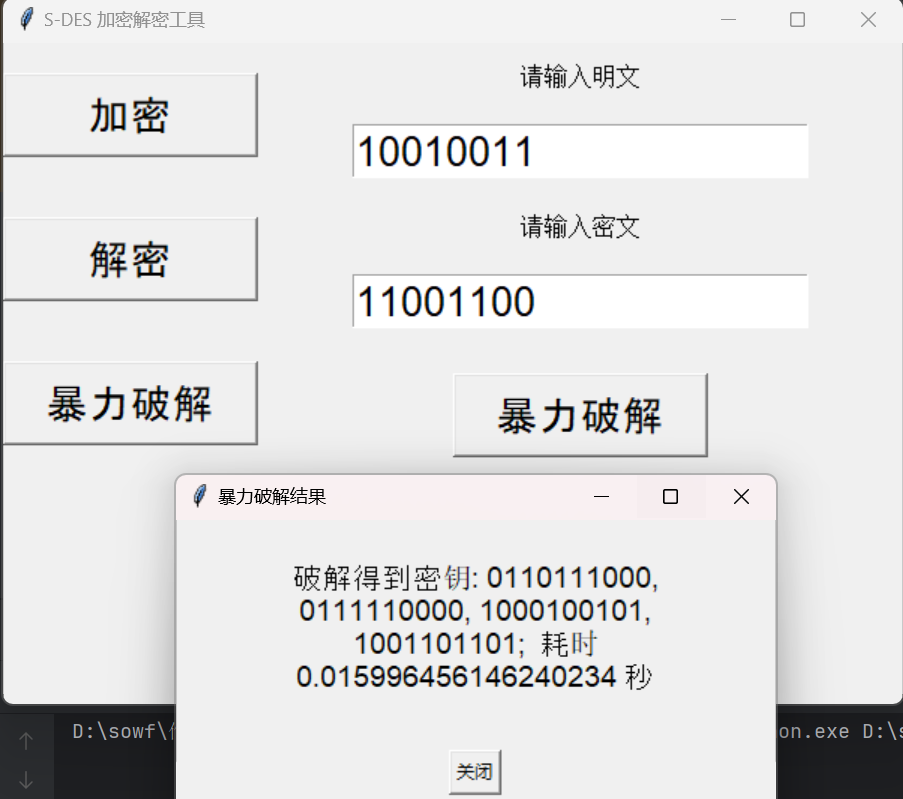 S-DES 加密解密工具
加密
请输入明文
10010011
解密
请输入密文
11001100
暴力破解
暴力破解
暴力破解结果
破解得到密钥: 0110111000,
0111110000, 1000100101,
1001101101; 耗时
0.015996456146240234 秒
关闭
D:\sowf\
on.exe D:\s